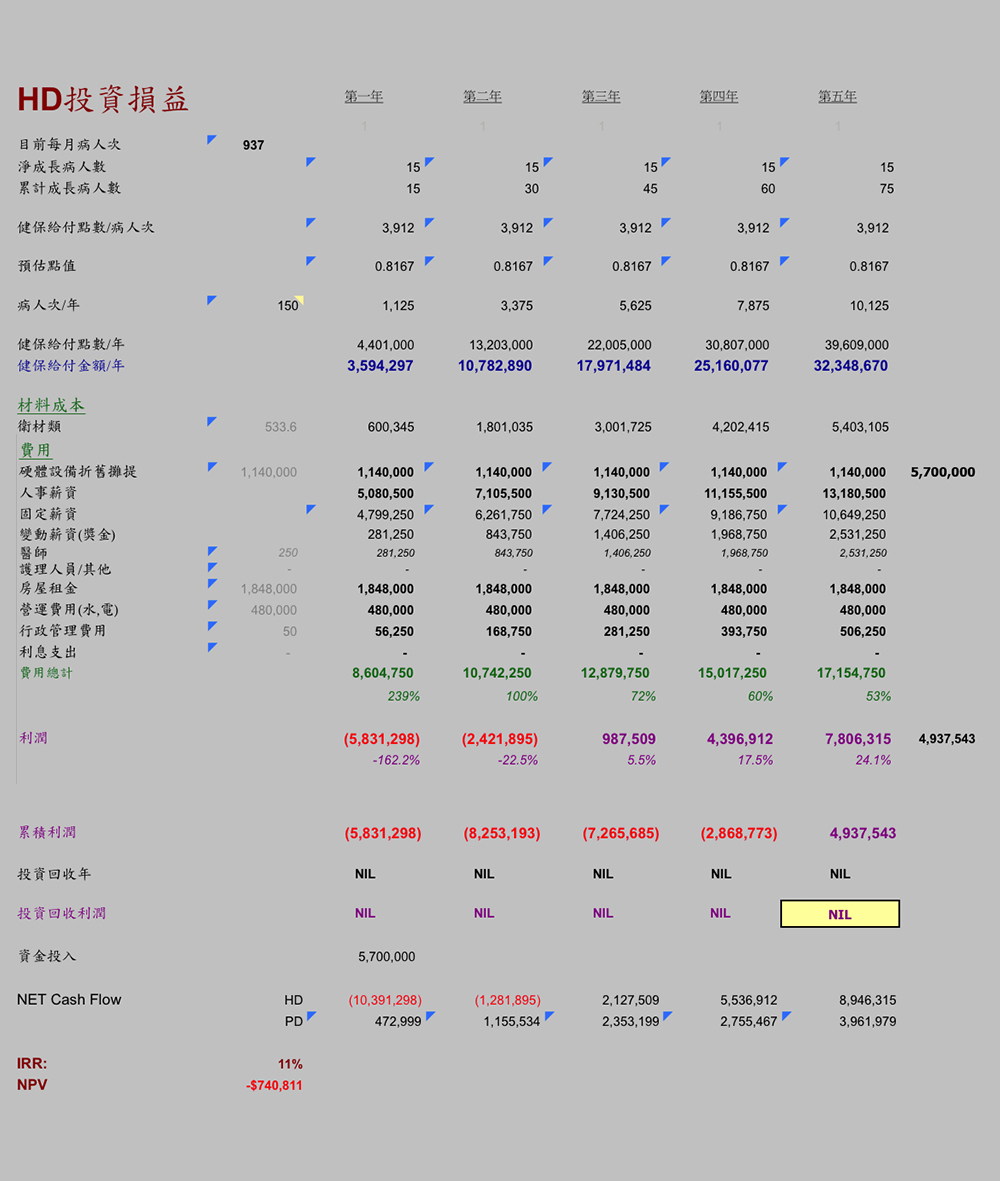 HD投資損益 第一年 第二年 第三年 第四年 第五年
1 1 1 1 1
目前每月病人次 937
淨成長病人數 15 15 15 15 15
累計成長病人數 15 30 45 60 75
健保給付點數/病人次 3,912 3,912 3,912 3,912 3,912
預估點值 0.8167 0.8167 0.8167 0.8167 0.8167
病人次/年 150 1,125 3,375 5,625 7,875 10,125
健保給付點數/年 4,401,000 13,203,000 22,005,000 30,807,000 39,609,000
健保給付金額/年 3,594,297 10,782,890 17,971,484 25,160,077 32,348,670
材料成本
衛材類 533.6 600,345 1,801,035 3,001,725 4,202,415 5,403,105
費用
硬體設備折舊攤提 1,140,000 1,140,000 1,140,000 1,140,000 1,140,000 1,140,000 5,700,000
人事薪資 5,080,500 7,105,500 9,130,500 11,155,500 13,180,500
固定薪資 4,799,250 6,261,750 7,724,250 9,186,750 10,649,250
變動薪資(獎金) 281,250 843,750 1,406,250 1,968,750 2,531,250
醫師 250 281,250 843,750 1,406,250 1,968,750 2,531,250
護理人員/其他 - - - - - -
房屋租金 1,848,000 1,848,000 1,848,000 1,848,000 1,848,000 1,848,000
營運費用(水,電) 480,000 480,000 480,000 480,000 480,000 480,000
行政管理費用 50 56,250 168,750 281,250 393,750 506,250
利息支出 - - - - - -
費用總計 8,604,750 10,742,250 12,879,750 15,017,250 17,154,750
239% 100% 72% 60% 53%
利潤 (5,831,298) (2,421,895) 987,509 4,396,912 7,806,315 4,937,543
-162.2% -22.5% 5.5% 17.5% 24.1%
累積利潤 (5,831,298) (8,253,193) (7,265,685) (2,868,773) 4,937,543
投資回收年 NIL NIL NIL NIL NIL
投資回收利潤 NIL NIL NIL NIL NIL
資金投入 5,700,000
NET Cash Flow HD (10,391,298) (1,281,895) 2,127,509 5,536,912 8,946,315
PD 472,999 1,155,534 2,353,199 2,755,467 3,961,979
IRR: 11%
NPV -$740,811